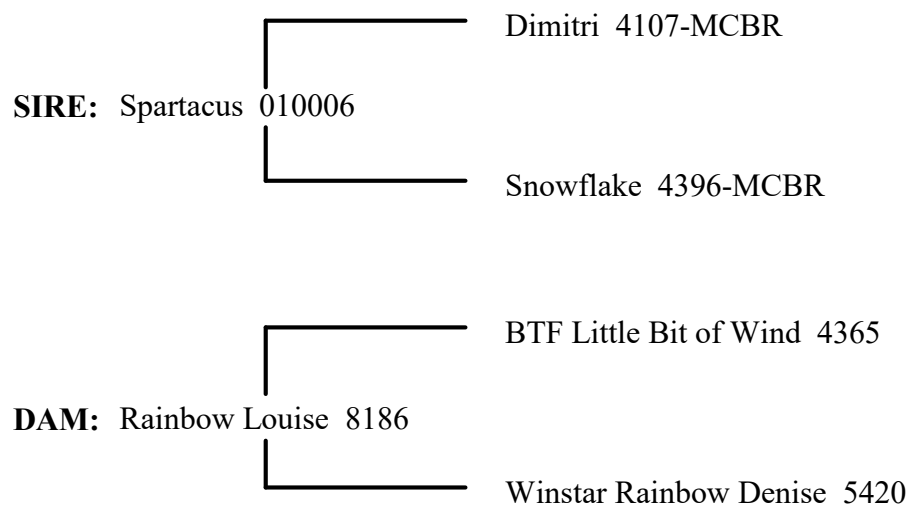 Dimitri 4107-MCBR
SIRE: Spartacus 010006
Snowflake 4396-MCBR
BTF Little Bit of Wind 4365
DAM: Rainbow Louise 8186
Winstar Rainbow Denise 5420